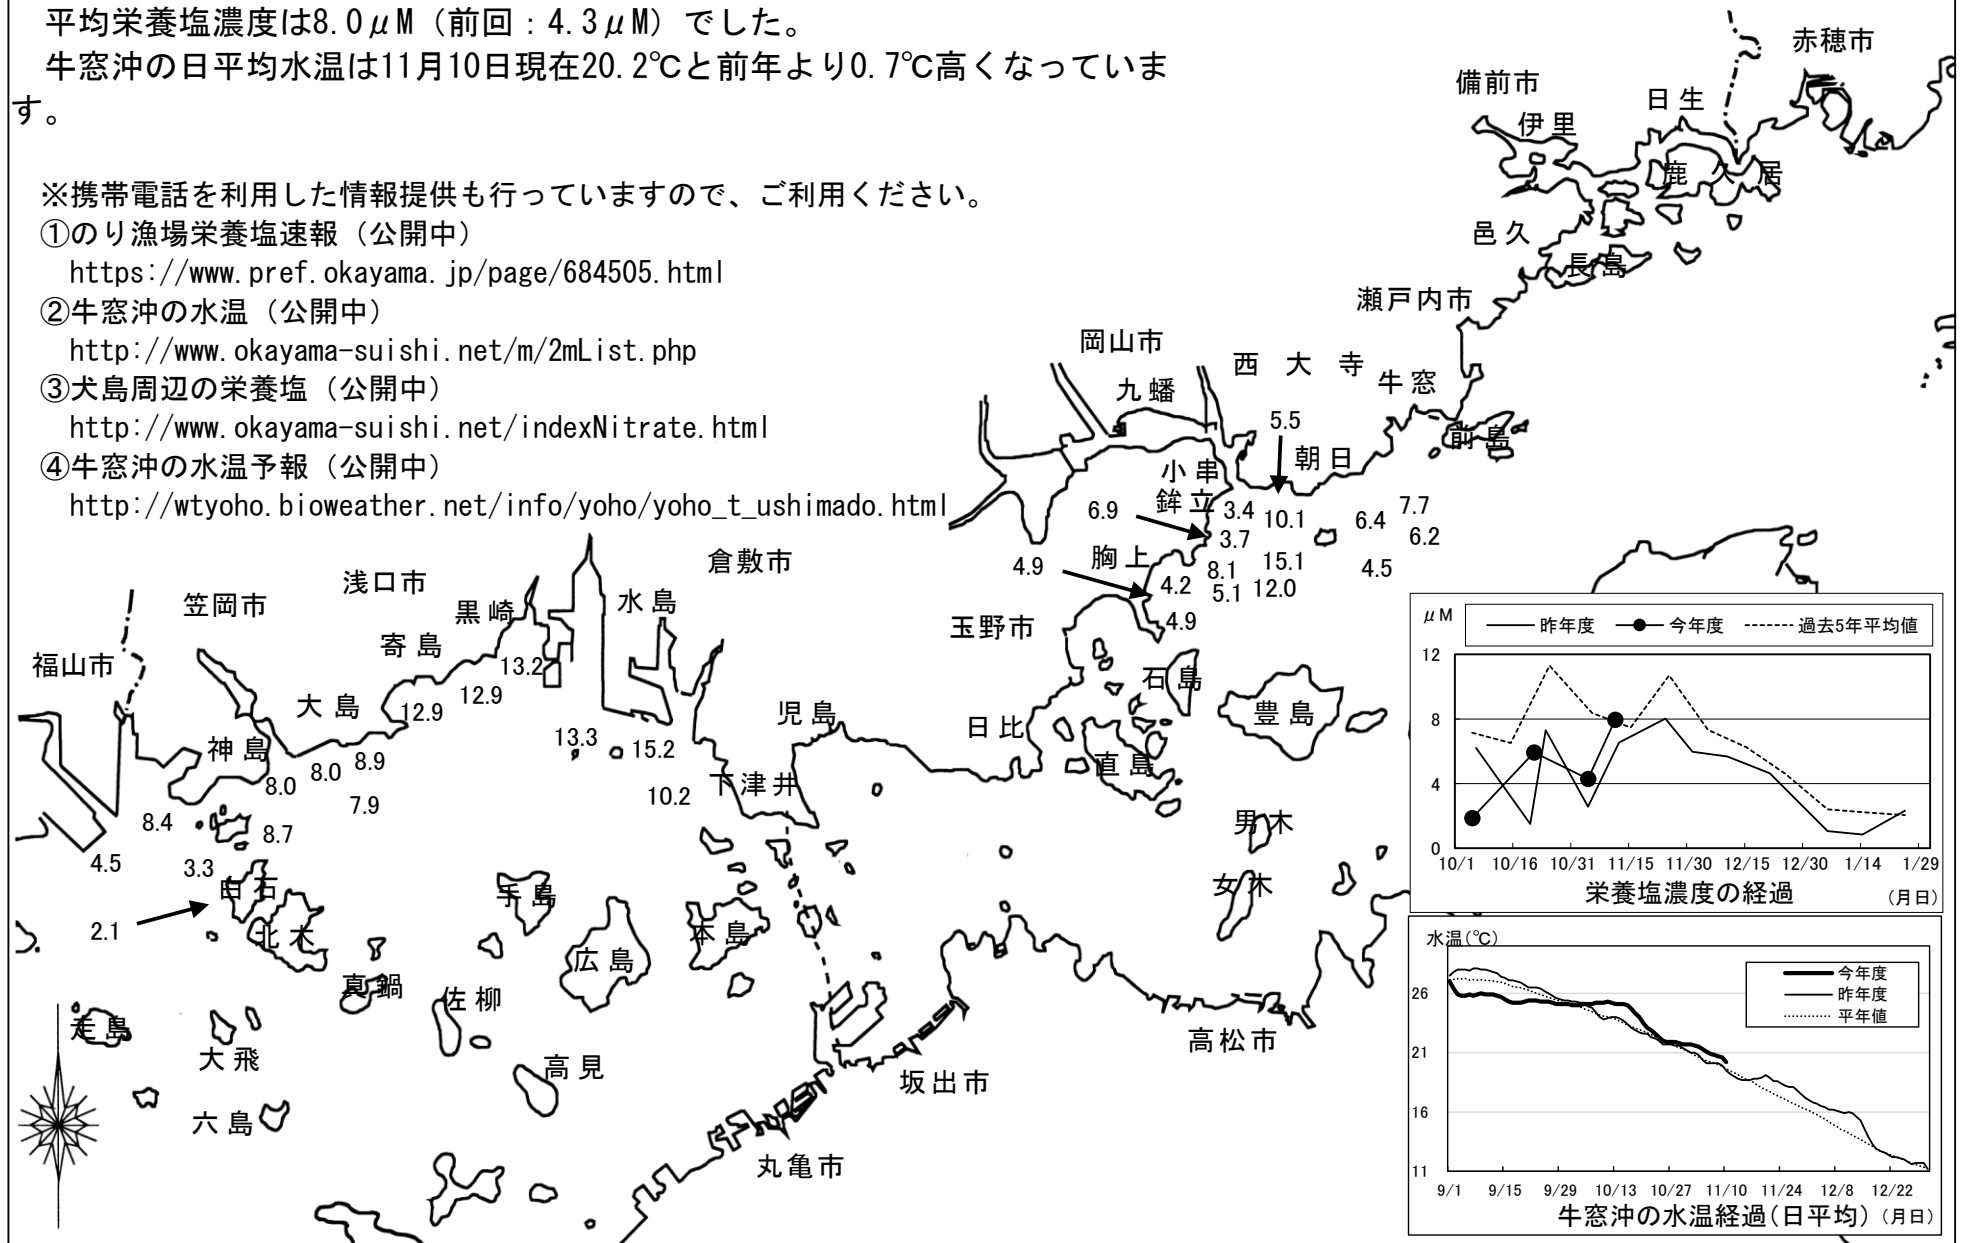 平均栄養塩濃度は8.0μM（前回：4.3μM）でした。
牛窓沖の日平均水温は11月10日現在20.2℃と前年より0.7℃高くなっていま
す。
※携帯電話を利用した情報提供も行っていますので、ご利用ください。
①のり漁場栄養塩速報（公開中）
https://www.pref.okayama.jp/page/684505.html
②牛窓沖の水温（公開中）
http://www.okayama-suishi.net/m/2mList.php
③犬島周辺の栄養塩（公開中）
http://www.okayama-suishi.net/indexNitrate.html
④牛窓沖の水温予報（公開中）
http://wtyoho.bioweather.net/info/yoho/yoho_t_ushimado.html
赤穂市
備前市
日生
伊里
鹿久居
邑久
長島
瀬戸内市
岡山市
西大寺
牛窓
九蟠
前島
5.5
朝日
小串
鉾立
6.9
3.4
10.1
6.4
7.7
3.7
6.2
胸上
4.9
15.1
8.1
4.5
4.2
5.1
12.0
4.9
玉野市
石島
豊島
日比
直島
男木
女木
倉敷市
浅口市
笠岡市
黒崎
水島
寄島
福山市
13.2
12.9
大島
12.9
児島
神島
13.3
15.2
8.9
8.0
8.0
下津井
10.2
7.9
8.4
8.7
4.5
3.3
白石
手島
2.1
北木
本島
広島
真鍋
佐柳
走島
大飛
高松市
高見
坂出市
六島
丸亀市
μM
昨年度
今年度
過去5年平均値
12
8
4
0
10/1
10/16
10/31
11/15
11/30
12/15
12/30
1/14
1/29
栄養塩濃度の経過
（月日）
水温(℃)
今年度
昨年度
平年値
26
21
16
11
9/1
9/15
9/29
10/13
10/27
11/10
11/24
12/8
12/22
牛窓沖の水温経過(日平均)
（月日）